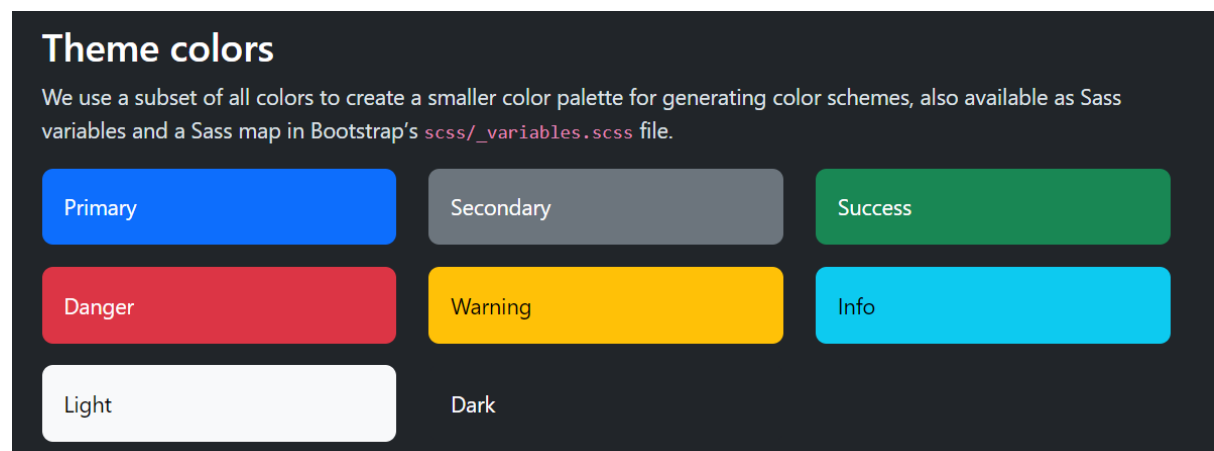 Theme colors
We use a subset of all colors to create a smaller color palette for generating color schemes, also available as Sass
variables and a Sass map in Bootstrap’s scss/_variables.scss file.
Primary
Secondary
Success
Danger
Warning
Info
Light
Dark